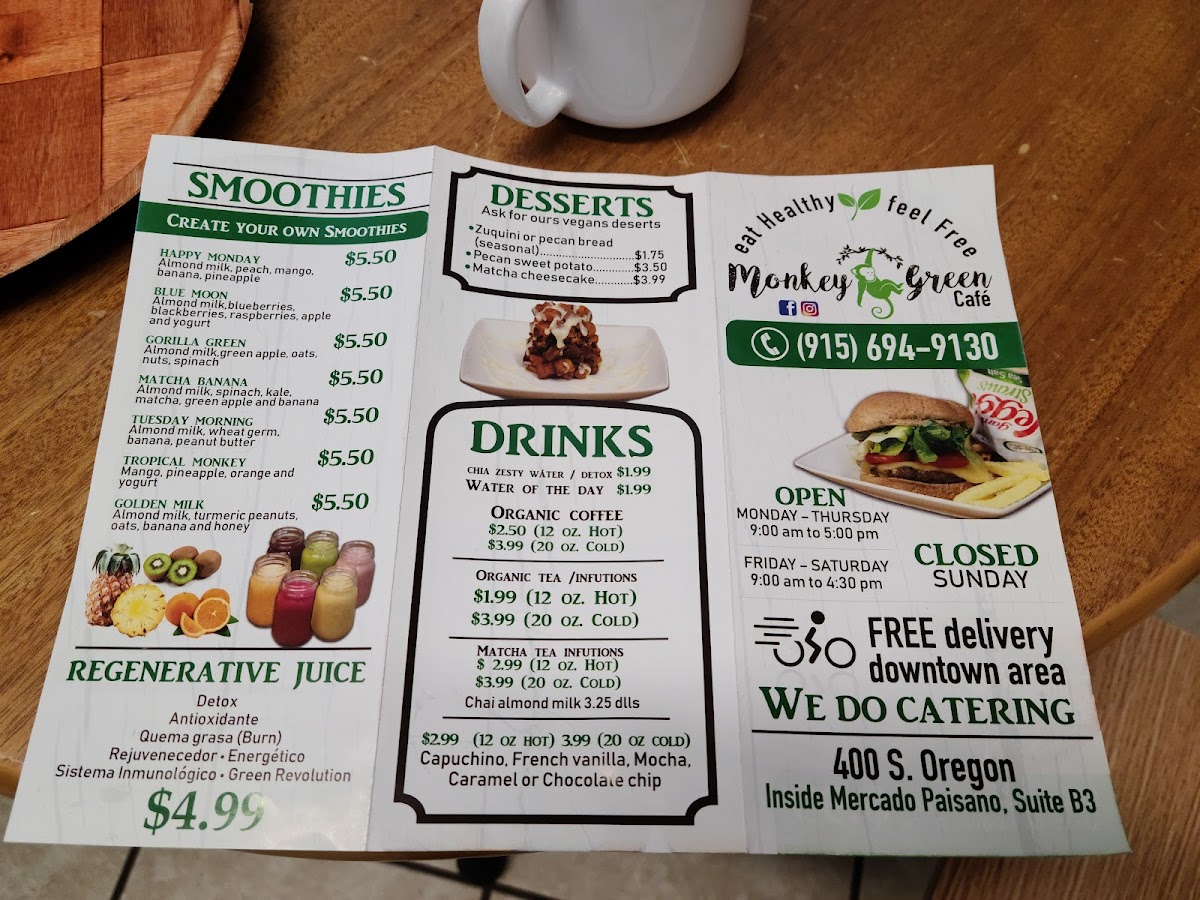 SMOOTHIES
CREATE YOUR OWN SMOOTHIES
HAPPY MONDAY $5.50
Almond milk, peach, mango,
banana, pineapple
BLUE MOON $5.50
Almond milk,blueberries,
blackberries, raspberries, apple
and yogurt
GORILLA GREEN $5.50
Almond milk,green apple, oats,
nuts, spinach
MATCHA BANANA $5.50
Almond milk, spinach, kale,
matcha, green apple and banana
TUESDAY MORNING $5.50
Almond milk, wheat germ,
banana, peanut butter
TROPICAL MONKEY $5.50
Mango, pineapple, orange and
yogurt
GOLDEN MILK $5.50
Almond milk, turmeric peanuts,
oats, banana and honey
REGENERATIVE JUICE
Detox
Antioxidante
Quema grasa (Burn)
Rejuvenecedor • Energético
Sistema Inmunológico • Green Revolution
$4.99
DESSERTS
Ask for ours vegans deserts
•Zuquini or pecan bread
(seasonal)............................$1.75
•Pecan sweet potato............$3.50
•Matcha cheesecake...........$3.99
DRINKS
CHIA ZESTY WÁTER / DETOX $1.99
WATER OF THE DAY $1.99
ORGANIC COFFEE
$2.50 (12 OZ. HOT)
$3.99 (20 OZ. COLD)
ORGANIC TEA /INFUTIONS
$1.99 (12 OZ. HOT)
$3.99 (20 OZ. COLD)
MATCHA TEA INFUTIONS
$ 2.99 (12 OZ. HOT)
$3.99 (20 OZ. COLD)
Chai almond milk 3.25 dlls
$2.99 (12 OZ HOT) 3.99 (20 OZ COLD)
Capuchino, French vanilla, Mocha,
Caramel or Chocolate chip
eat Healthy feel Free
Monkey Green
Café
(915) 694-9130
Sea Salt
Straws
OPEN
MONDAY – THURSDAY
9:00 am to 5:00 pm
FRIDAY – SATURDAY
9:00 am to 4:30 pm
CLOSED
SUNDAY
FREE delivery
downtown area
WE DO CATERING
400 S. Oregon
Inside Mercado Paisano, Suite B3